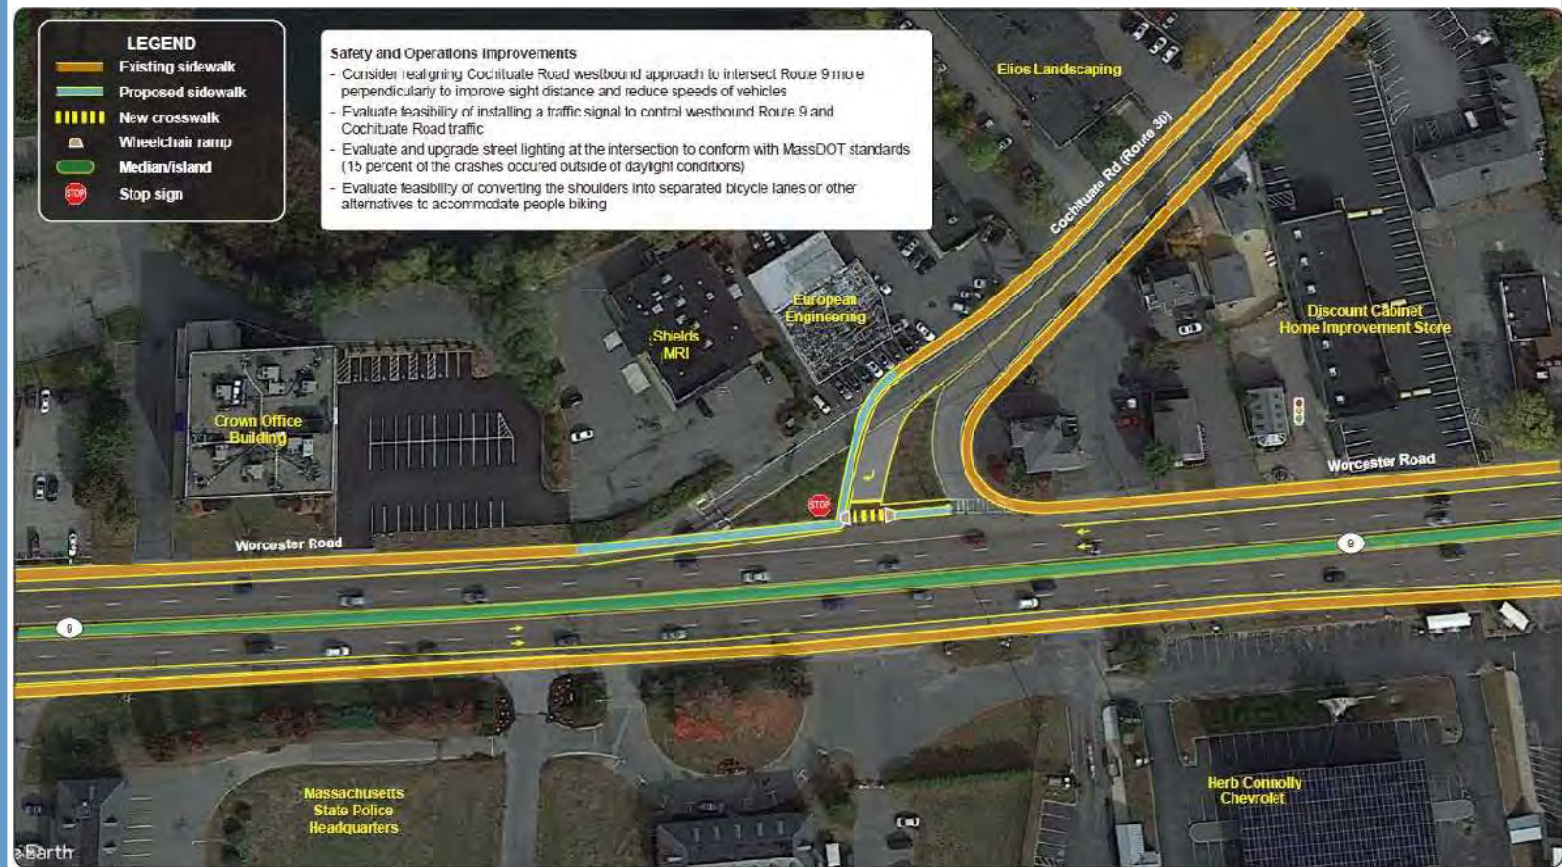 LEGEND
Existing sidewalk
Proposed sidewalk
New crosswalk
Wheelchair ramp
Median/island
STOP
Stop sign
Safety and Operations Improvements
- Consider realigning Cochituate Road westbound approach to intersect Route 9 more
perpendicularly to improve sight distance and reduce speeds of vehicles
- Evaluate feasibility of installing a traffic signal to control westbound Route 9 and
Cochituate Road traffic
- Evaluate and upgrade street lighting at the intersection to conform with MassDOT standards
(15 percent of the crashes occured outside of daylight conditions)
- Evaluate feasibility of converting the shoulders into separated bicycle lanes or other
alternatives to accommodate people biking
Elios Landscaping
Cochituate Rd (Route 30)
European
Engineering
Shields
MRI
Discount Cabinet
Home Improvement Store
Crown Office
Building
Worcester Road
STOP
Worcester Road
9
9
Massachusetts
State Police
Headquarters
Herb Connolly
Chevrolet
Earth